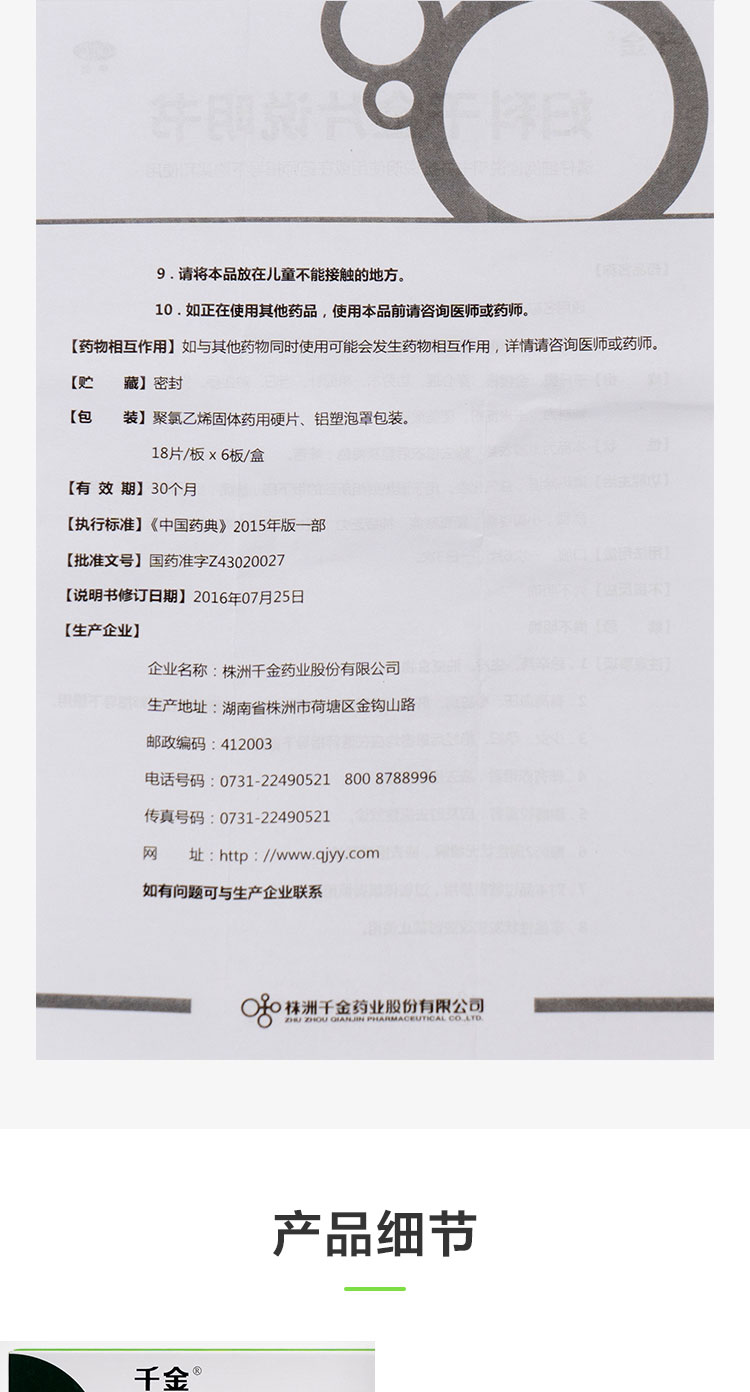 9．请将本品放在儿童不能接触的地方。
10．如正在使用其他药品，使用本品前请咨询医师或药师。
【药物相互作用】如与其他药物同时使用可能会发生药物相互作用，详情请咨询医师或药师。
【贮　　藏】密封
【包　　装】聚氯乙烯固体药用硬片、铝塑泡罩包装。
18片/板 x 6板/盒
【有 效 期】30个月
【执行标准】《中国药典》2015年版一部
【批准文号】国药准字Z43020027
【说明书修订日期】2016年07月25日
【生产企业】
企业名称：株洲千金药业股份有限公司
生产地址：湖南省株洲市荷塘区金钩山路
邮政编码：412003
电话号码：0731-22490521 800 8788996
传真号码：0731-22490521
网　　址：http：//www.qjyy.com
如有问题可与生产企业联系
株洲千金药业股份有限公司
ZHU ZHOU QIANJIN PHARMACEUTICAL CO.,LTD.
产品细节
千金®